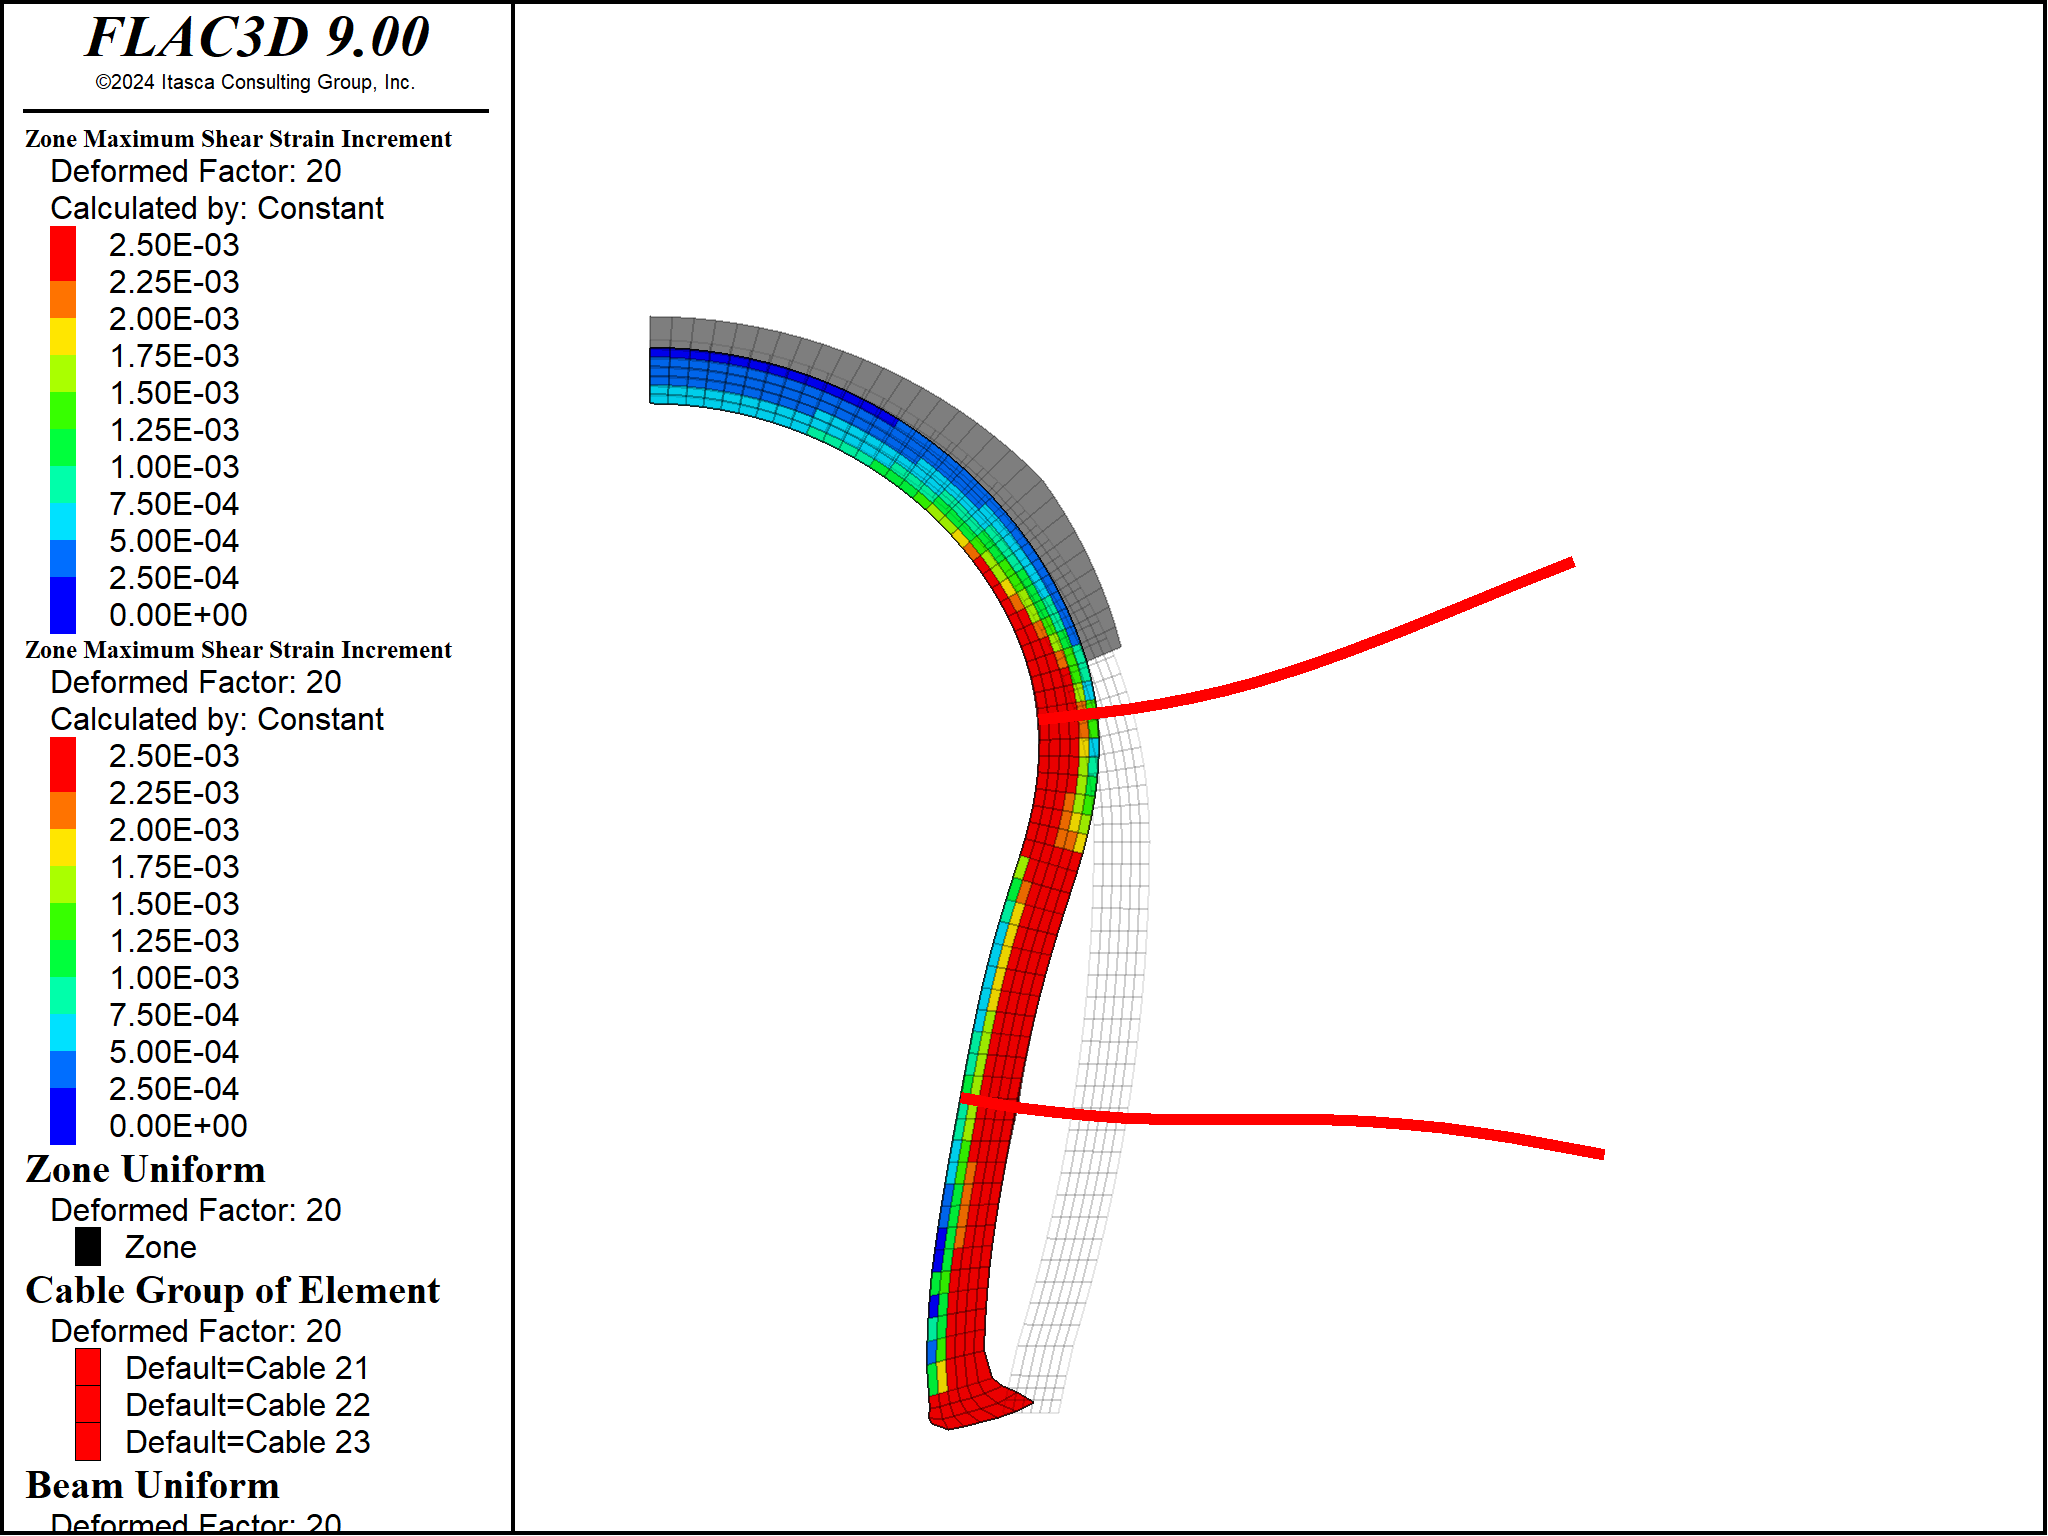 FLAC3D 9.00
©2024 Itasca Consulting Group, Inc.
Zone Maximum Shear Strain Increment
Deformed Factor: 20
Calculated by: Constant
2.50E-03
2.25E-03
2.00E-03
1.75E-03
1.50E-03
1.25E-03
1.00E-03
7.50E-04
5.00E-04
2.50E-04
0.00E+00
Zone Maximum Shear Strain Increment
Deformed Factor: 20
Calculated by: Constant
2.50E-03
2.25E-03
2.00E-03
1.75E-03
1.50E-03
1.25E-03
1.00E-03
7.50E-04
5.00E-04
2.50E-04
0.00E+00
Zone Uniform
Deformed Factor: 20
Zone
Cable Group of Element
Deformed Factor: 20
Default=Cable 21
Default=Cable 22
Default=Cable 23
Beam Uniform
Deformed Factor: 20